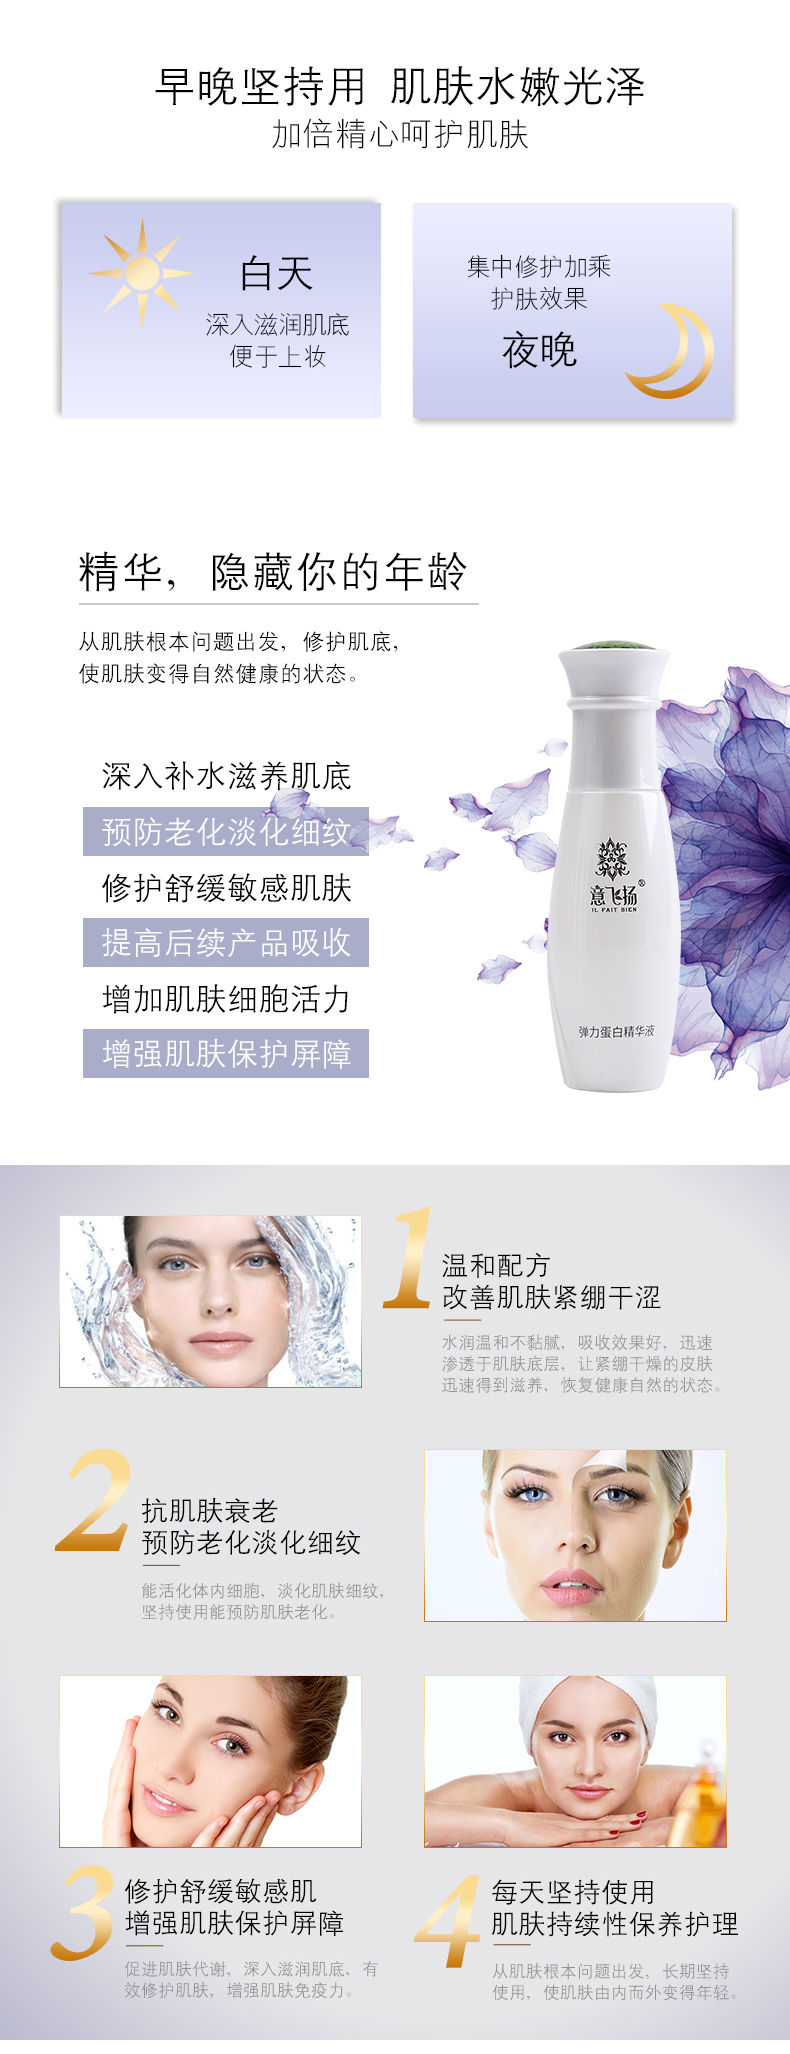 早晚坚持用 肌肤水嫩光泽
加倍精心呵护肌肤
白天
深入滋润肌底
便于上妆
集中修护加乘
护肤效果
夜晚
精华，隐藏你的年龄
从肌肤根本问题出发，修护肌底，
使肌肤变得自然健康的状态。
深入补水滋养肌底
预防老化淡化细纹
修护舒缓敏感肌肤
提高后续产品吸收
增加肌肤细胞活力
增强肌肤保护屏障
意飞扬®
IL FAIT BIEN
弹力蛋白精华液
1
温和配方
改善肌肤紧绷干涩
水润温和不黏腻，吸收效果好，迅速
渗透于肌肤底层，让紧绷干燥的皮肤
迅速得到滋养，恢复健康自然的状态。
2
抗肌肤衰老
预防老化淡化细纹
能活化体内细胞，淡化肌肤细纹，
坚持使用能预防肌肤老化。
3
修护舒缓敏感肌
增强肌肤保护屏障
促进肌肤代谢，深入滋润肌底，有
效修护肌肤，增强肌肤免疫力。
4
每天坚持使用
肌肤持续性保养护理
从肌肤根本问题出发，长期坚持
使用，使肌肤由内而外变得年轻。